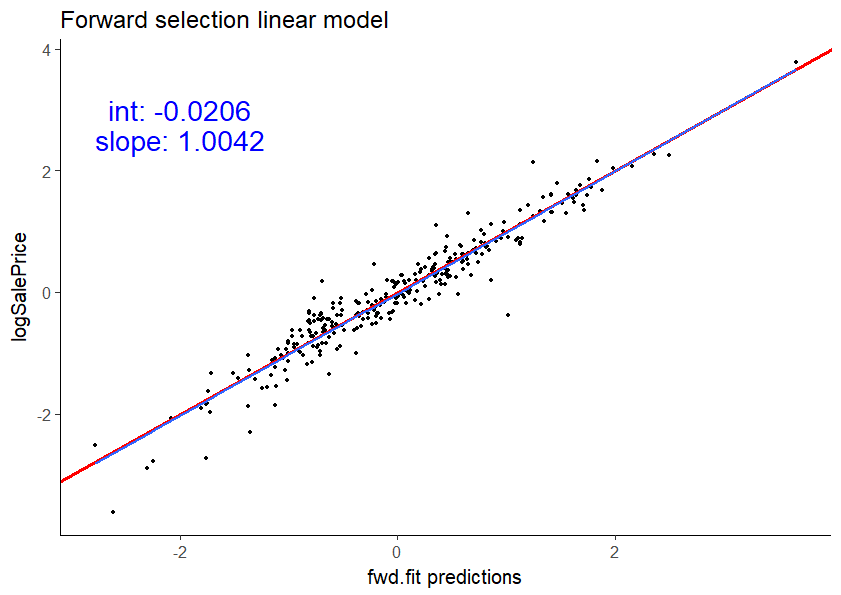 Forward selection linear model
4
int: -0.0206
slope: 1.0042
2
logSalePrice
0
-2
-2
0
2
fwd.fit predictions